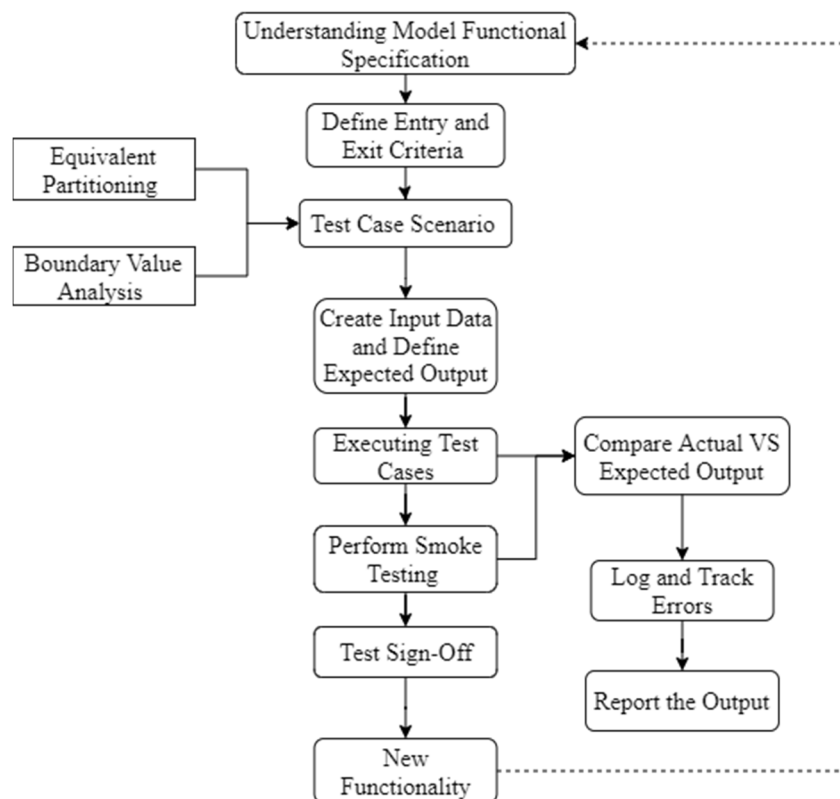 Understanding Model Functional
Specification
Define Entry and
Exit Criteria
Equivalent
Partitioning
Test Case Scenario
Boundary Value
Analysis
Create Input Data
and Define
Expected Output
Executing Test
Cases
Compare Actual VS
Expected Output
Perform Smoke
Testing
Log and Track
Errors
Test Sign-Off
Report the Output
New
Functionality